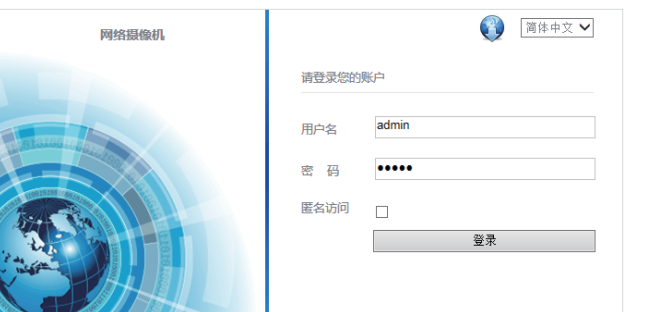 网络摄像机
简体中文
请登录您的账户
用户名 admin
密 码 •••••
匿名访问
登录